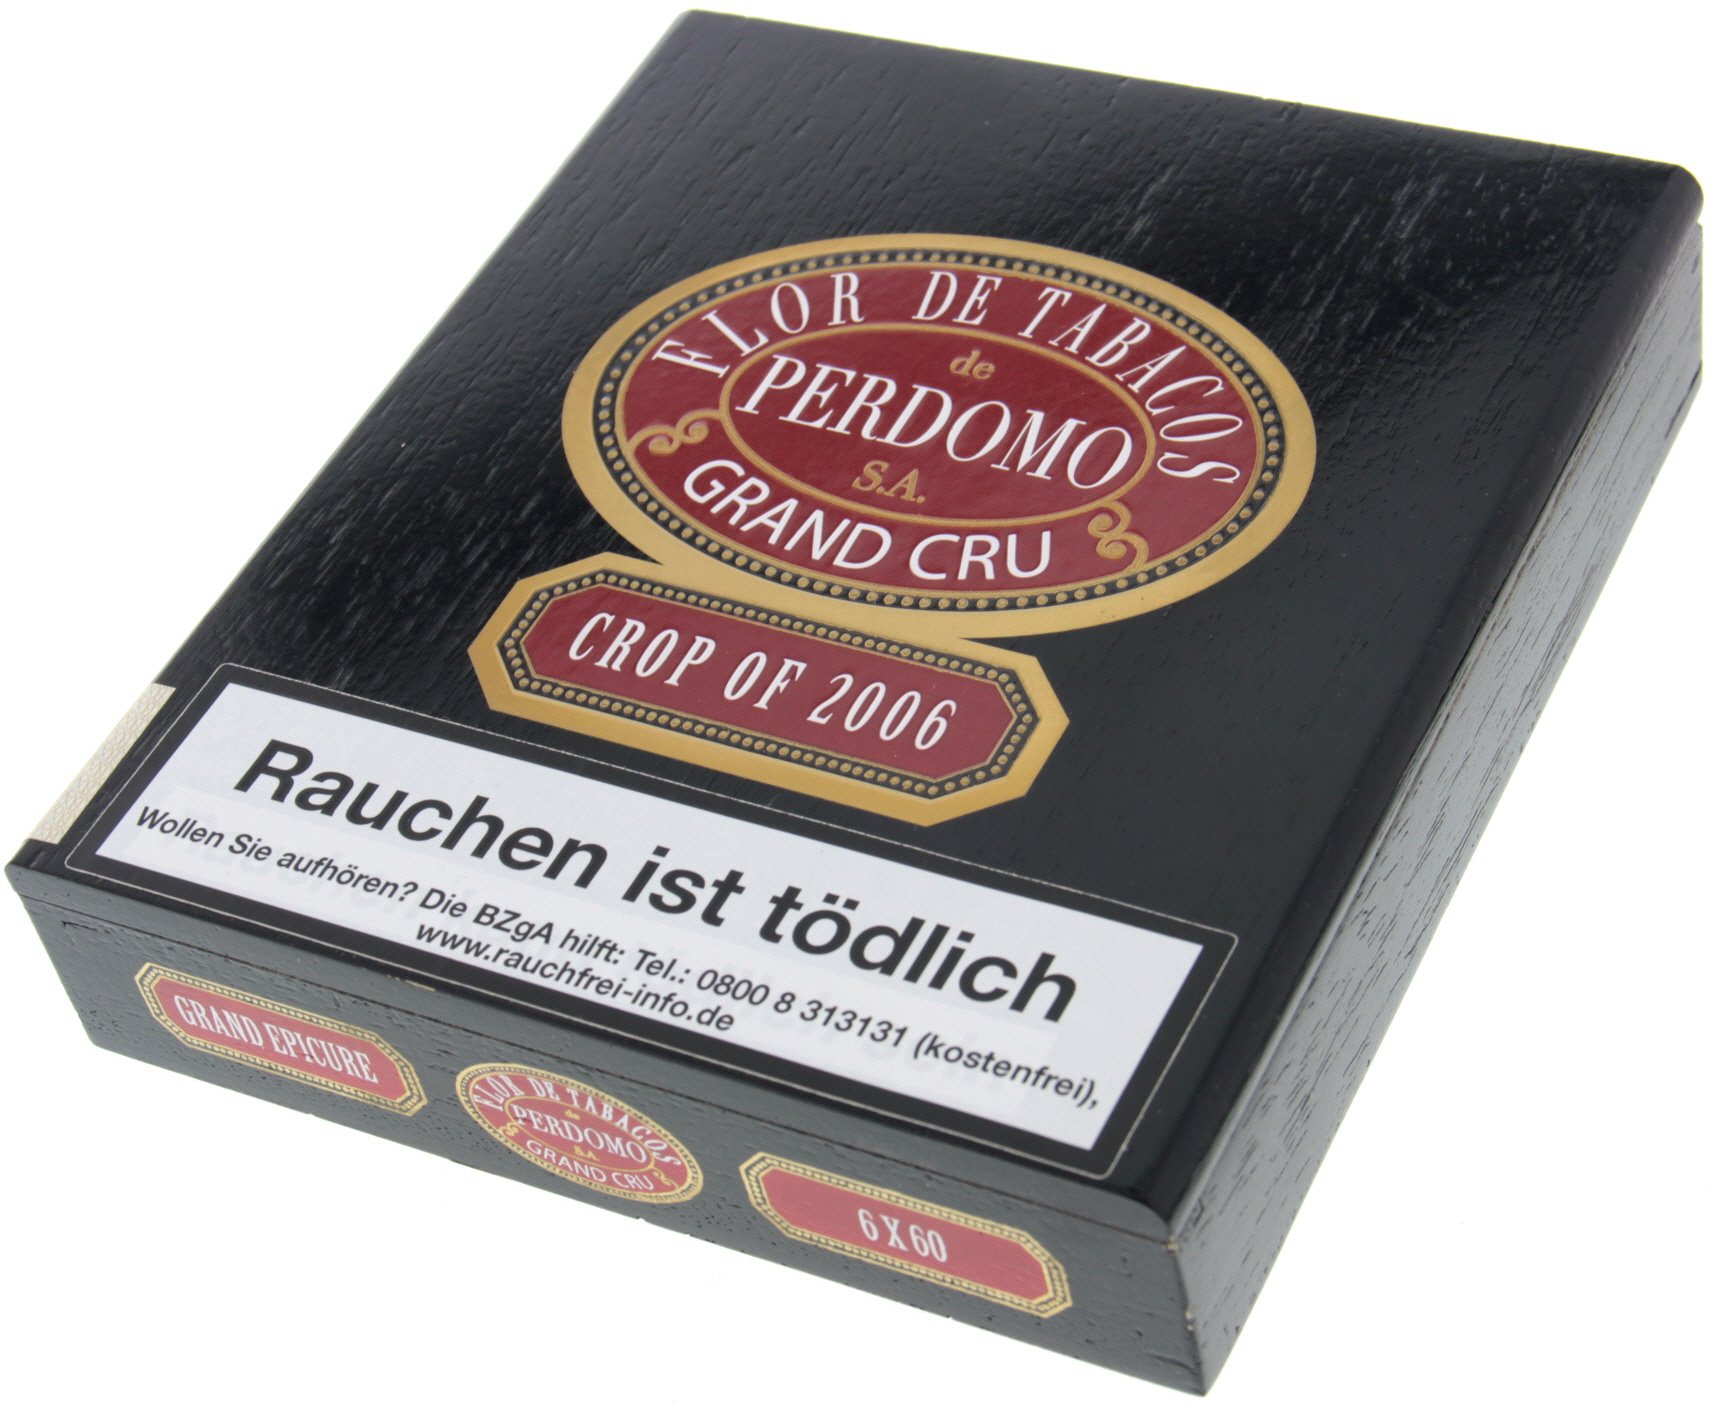 FLOR DE TABACOS
de
PERDOMO
S.A.
GRAND CRU
CROP OF 2006
Rauchen ist tödlich
Wollen Sie aufhören? Die BZgA hilft: Tel.: 0800 8 313131 (kostenfrei),
www.rauchfrei-info.de
GRAND EPICURE
FLOR DE TABACOS
de
PERDOMO
S.A.
GRAND CRU
6 X 60